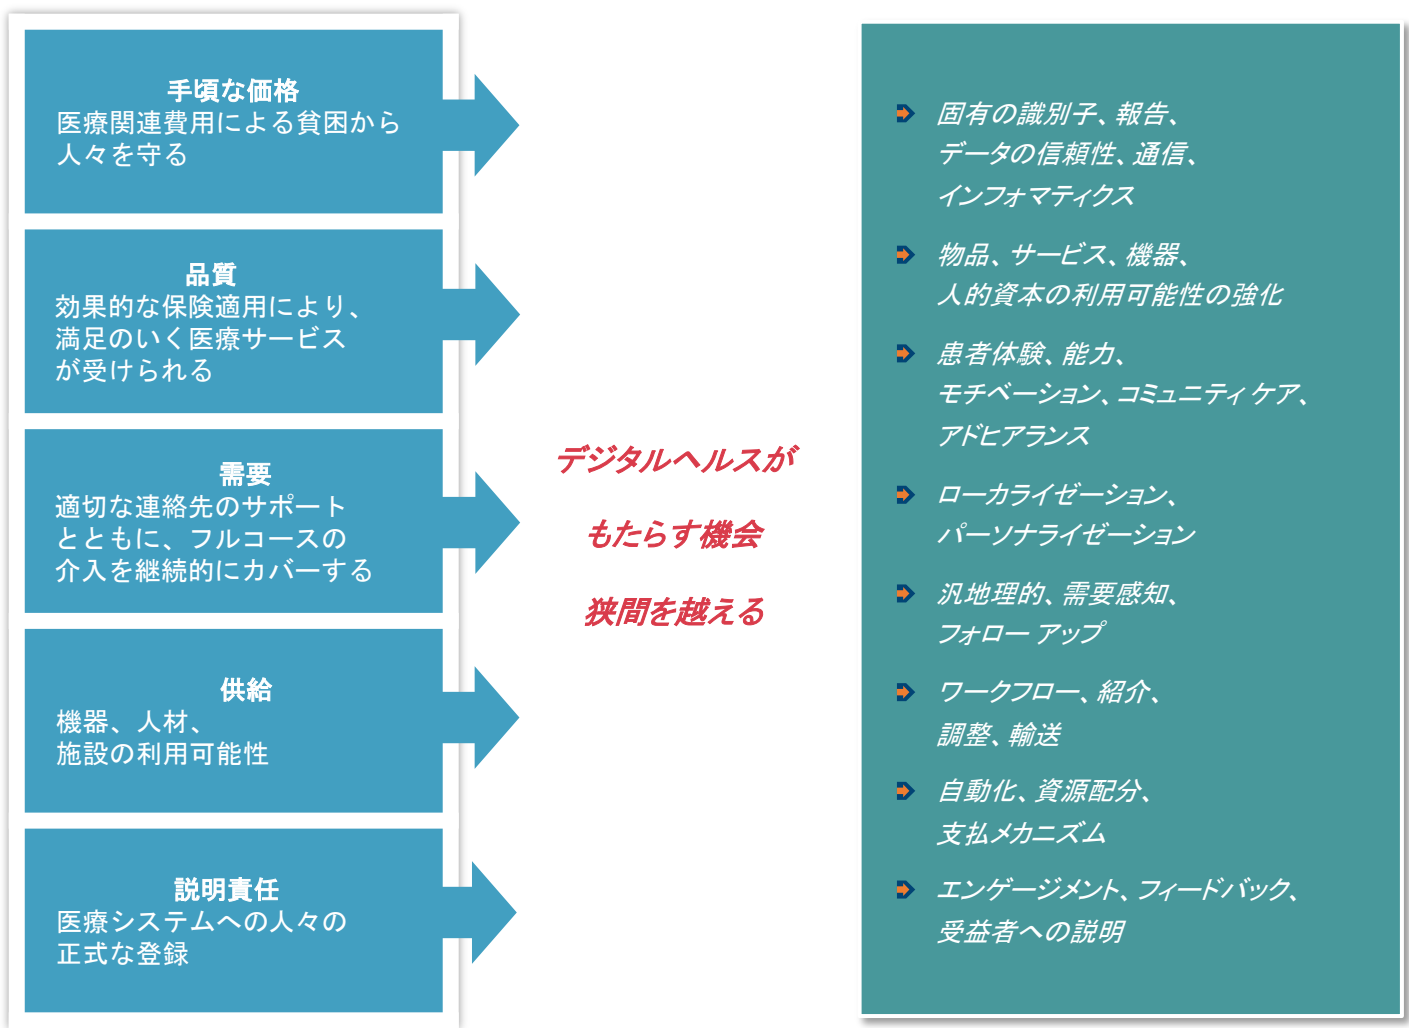 手頃な価格
医療関連費用による貧困から
人々を守る
品質
効果的な保険適用により、
満足のいく医療サービス
が受けられる
需要
適切な連絡先のサポート
とともに、フルコースの
介入を継続的にカバーする
供給
機器、人材、
施設の利用可能性
説明責任
医療システムへの人々の
正式な登録
デジタルヘルスが
もたらす機会
狭間を越える
固有の識別子、報告、
データの信頼性、通信、
インフォマティクス
物品、サービス、機器、
人的資本の利用可能性の強化
患者体験、能力、
モチベーション、コミュニティ ケア、
アドヒアランス
ローカライゼーション、
パーソナライゼーション
汎地理的、需要感知、
フォロー アップ
ワークフロー、紹介、
調整、輸送
自動化、資源配分、
支払メカニズム
エンゲージメント、フィードバック、
受益者への説明